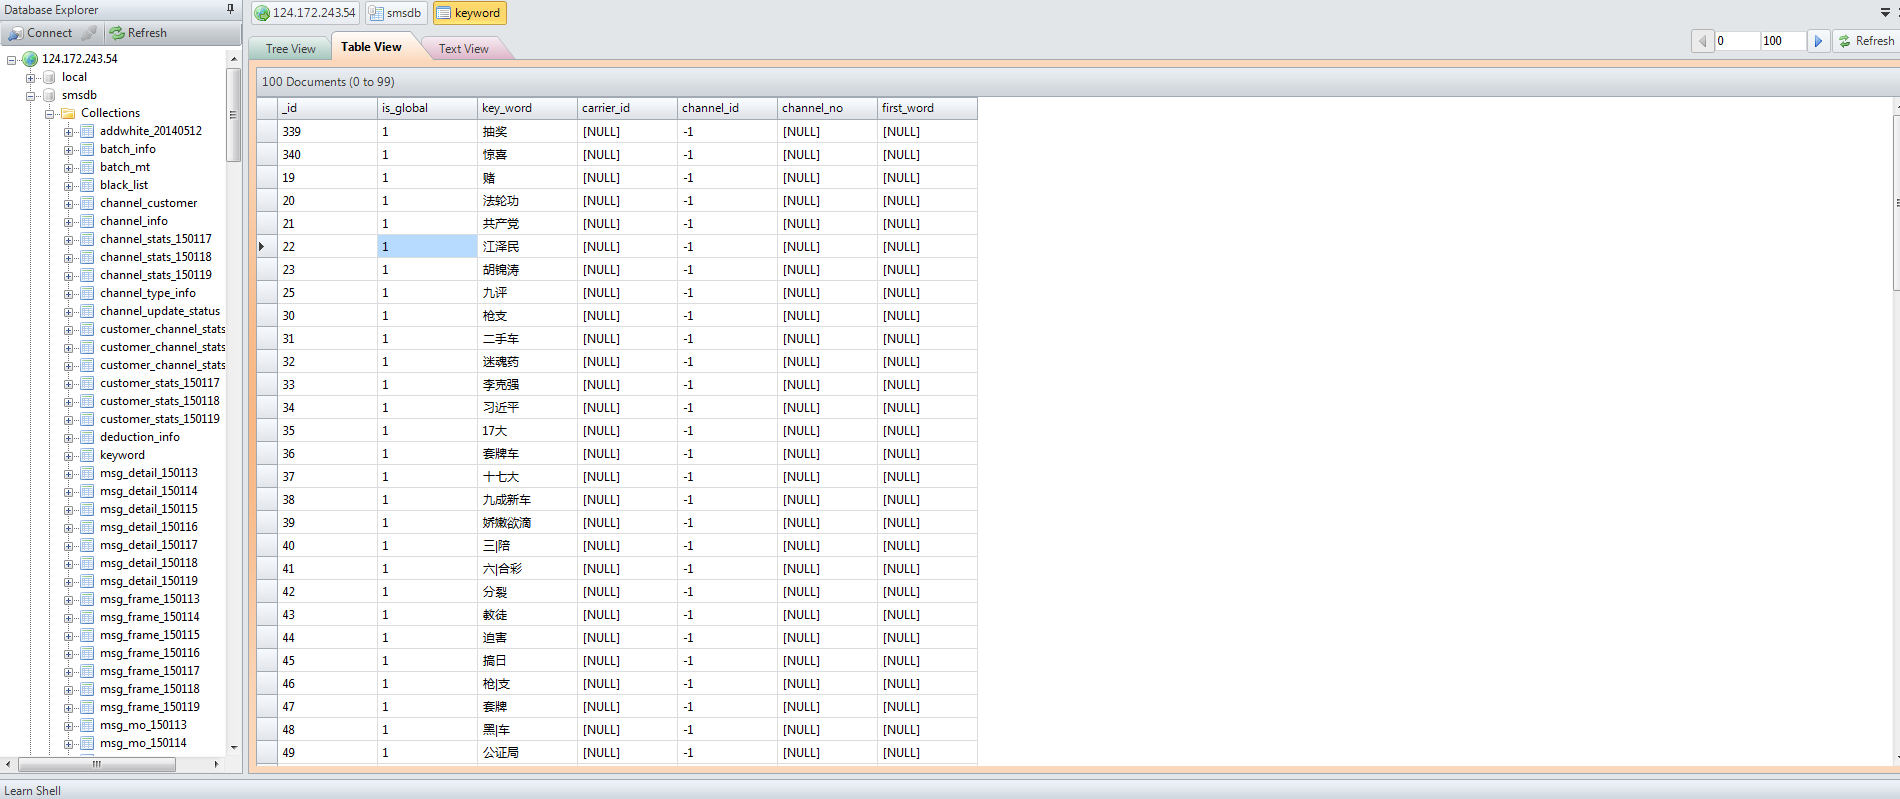 Database Explorer
Connect Refresh
124.172.243.54
local
smsdb
Collections
addwhite_20140512
batch_info
batch_mt
black_list
channel_customer
channel_info
channel_stats_150117
channel_stats_150118
channel_stats_150119
channel_type_info
channel_update_status
customer_channel_stats
customer_channel_stats
customer_channel_stats
customer_stats_150117
customer_stats_150118
customer_stats_150119
deduction_info
keyword
msg_detail_150113
msg_detail_150114
msg_detail_150115
msg_detail_150116
msg_detail_150117
msg_detail_150118
msg_detail_150119
msg_frame_150113
msg_frame_150114
msg_frame_150115
msg_frame_150116
msg_frame_150117
msg_frame_150118
msg_frame_150119
msg_mo_150113
msg_mo_150114
124.172.243.54 smsdb keyword
Tree View Table View Text View
0 100 Refresh
100 Documents (0 to 99)
_id is_global key_word carrier_id channel_id channel_no first_word
339 1 抽奖 [NULL] -1 [NULL] [NULL]
340 1 惊喜 [NULL] -1 [NULL] [NULL]
19 1 赌 [NULL] -1 [NULL] [NULL]
20 1 法轮功 [NULL] -1 [NULL] [NULL]
21 1 共产党 [NULL] -1 [NULL] [NULL]
22 1 江泽民 [NULL] -1 [NULL] [NULL]
23 1 胡锦涛 [NULL] -1 [NULL] [NULL]
25 1 九评 [NULL] -1 [NULL] [NULL]
30 1 枪支 [NULL] -1 [NULL] [NULL]
31 1 二手车 [NULL] -1 [NULL] [NULL]
32 1 迷魂药 [NULL] -1 [NULL] [NULL]
33 1 李克强 [NULL] -1 [NULL] [NULL]
34 1 习近平 [NULL] -1 [NULL] [NULL]
35 1 17大 [NULL] -1 [NULL] [NULL]
36 1 套牌车 [NULL] -1 [NULL] [NULL]
37 1 十七大 [NULL] -1 [NULL] [NULL]
38 1 九成新车 [NULL] -1 [NULL] [NULL]
39 1 娇嫩欲滴 [NULL] -1 [NULL] [NULL]
40 1 三|陪 [NULL] -1 [NULL] [NULL]
41 1 六|合彩 [NULL] -1 [NULL] [NULL]
42 1 分裂 [NULL] -1 [NULL] [NULL]
43 1 教徒 [NULL] -1 [NULL] [NULL]
44 1 迫害 [NULL] -1 [NULL] [NULL]
45 1 搞日 [NULL] -1 [NULL] [NULL]
46 1 枪|支 [NULL] -1 [NULL] [NULL]
47 1 套牌 [NULL] -1 [NULL] [NULL]
48 1 黑|车 [NULL] -1 [NULL] [NULL]
49 1 公证局 [NULL] -1 [NULL] [NULL]
Learn Shell